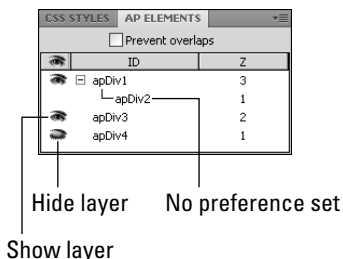 CSS STYLES AP ELEMENTS
Prevent overlaps
ID Z
apDiv1 3
apDiv2 1
apDiv3 2
apDiv4 1
Hide layer No preference set
Show layer